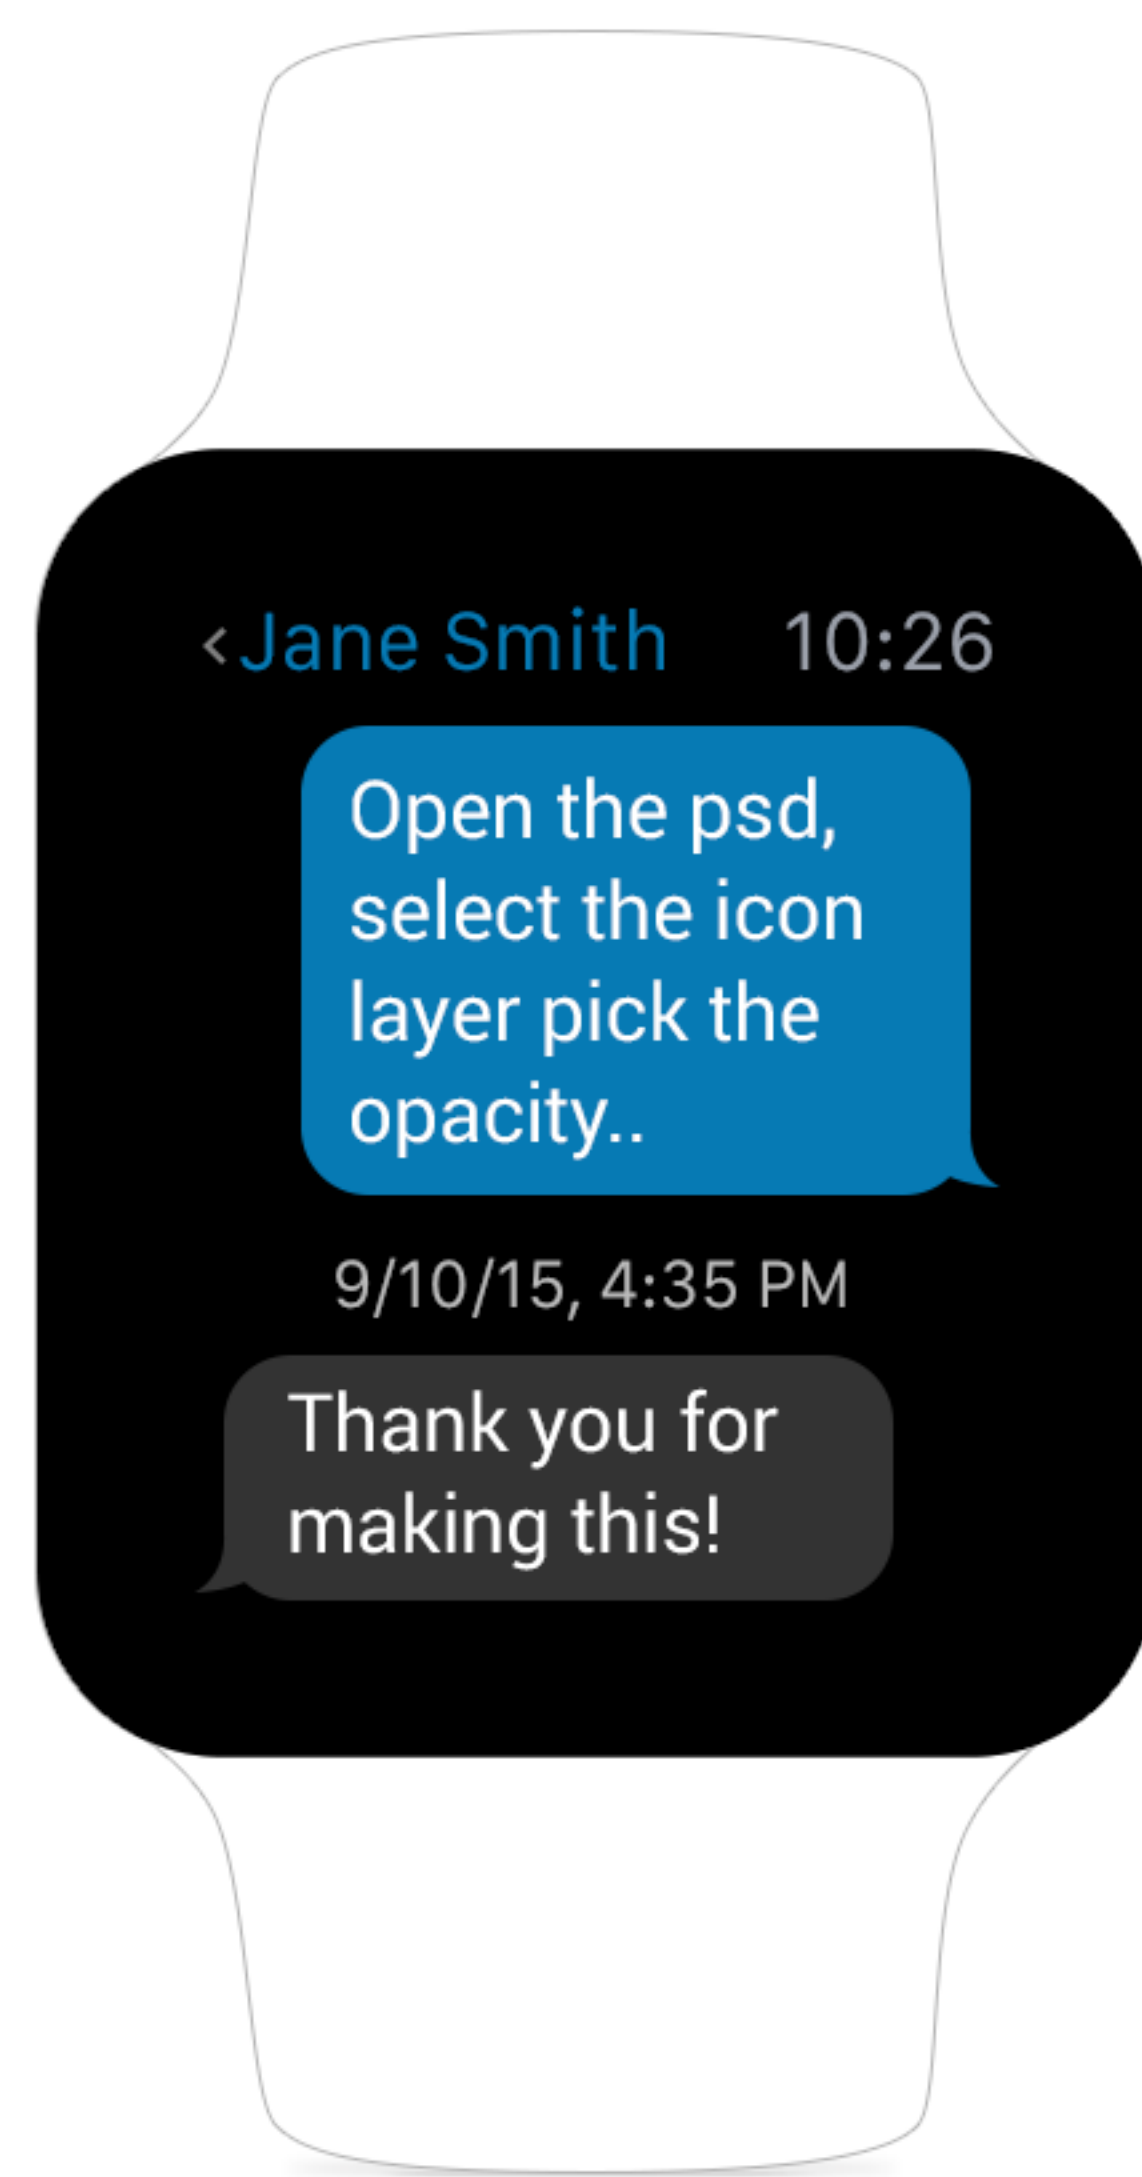 <Jane Smith 10:26
Open the psd,
select the icon
layer pick the
opacity..
9/10/15, 4:35 PM
Thank you for
making this!